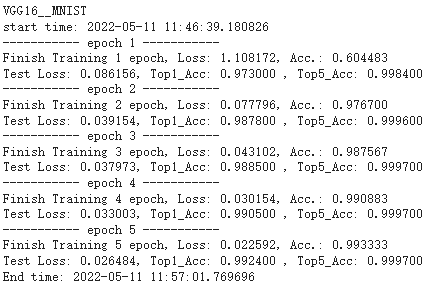 VGG16__MNIST
start time: 2022-05-11 11:46:39.180826
----------- epoch 1 -----------
Finish Training 1 epoch, Loss: 1.108172, Acc.: 0.604483
Test Loss: 0.086156, Top1_Acc: 0.973000 , Top5_Acc: 0.998400
----------- epoch 2 -----------
Finish Training 2 epoch, Loss: 0.077796, Acc.: 0.976700
Test Loss: 0.039154, Top1_Acc: 0.987800 , Top5_Acc: 0.999600
----------- epoch 3 -----------
Finish Training 3 epoch, Loss: 0.043102, Acc.: 0.987567
Test Loss: 0.037973, Top1_Acc: 0.988500 , Top5_Acc: 0.999700
----------- epoch 4 -----------
Finish Training 4 epoch, Loss: 0.030154, Acc.: 0.990883
Test Loss: 0.033003, Top1_Acc: 0.990500 , Top5_Acc: 0.999700
----------- epoch 5 -----------
Finish Training 5 epoch, Loss: 0.022592, Acc.: 0.993333
Test Loss: 0.026484, Top1_Acc: 0.992400 , Top5_Acc: 0.999700
End time: 2022-05-11 11:57:01.769696